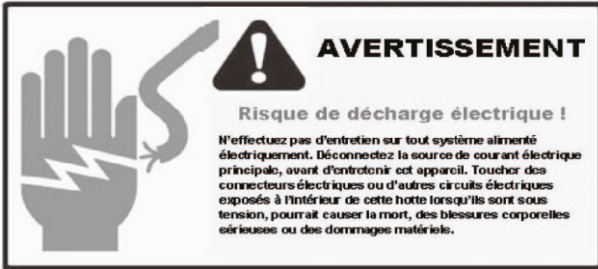 AVERTISSEMENT
Risque de décharge électrique !
N'effectuez pas d'entretien sur tout système alimenté
électriquement. Déconnectez la source de courant électrique
principale, avant d'entretenir cet appareil. Toucher des
connecteurs électriques ou d'autres circuits électriques
exposés à l'intérieur de cette hotte lorsqu'ils sont sous
tension, pourrait causer la mort, des blessures corporelles
sérieuses ou des dommages matériels.